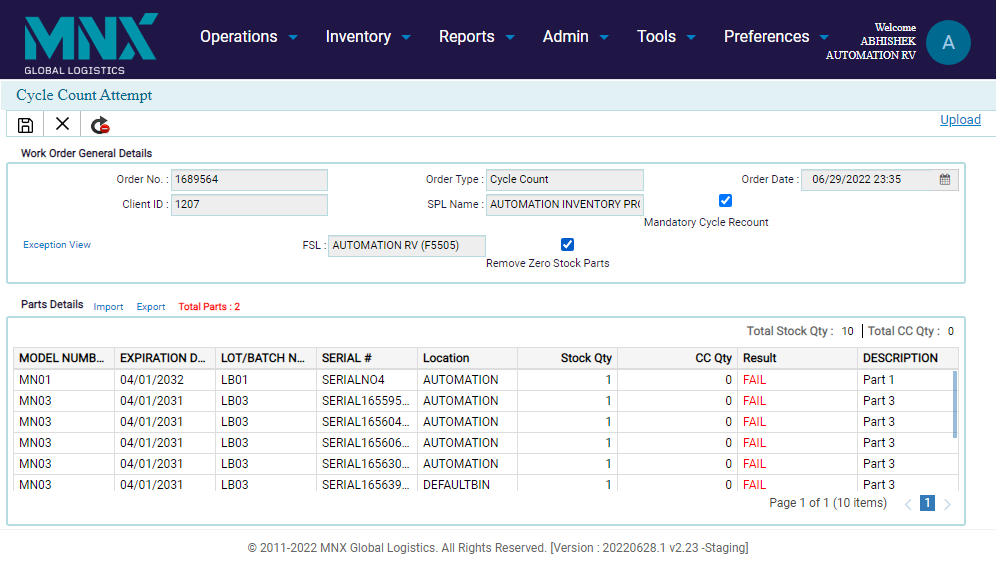 MNX
GLOBAL LOGISTICS
Operations Inventory Reports Admin Tools Preferences
Welcome
ABHISHEK
AUTOMATION RV
A
Cycle Count Attempt
Upload
Work Order General Details
Order No. : 1689564 Order Type : Cycle Count Order Date : 06/29/2022 23:35
Client ID : 1207 SPL Name : AUTOMATION INVENTORY PRO
Mandatory Cycle Recount
Exception View FSL : AUTOMATION RV (F5505)
Remove Zero Stock Parts
Parts Details Import Export Total Parts : 2
Total Stock Qty : 10 | Total CC Qty : 0
MODEL NUMB... EXPIRATION D... LOT/BATCH N... SERIAL # Location Stock Qty CC Qty Result DESCRIPTION
MN01 04/01/2032 LB01 SERIALNO4 AUTOMATION 1 0 FAIL Part 1
MN03 04/01/2031 LB03 SERIAL165595... AUTOMATION 1 0 FAIL Part 3
MN03 04/01/2031 LB03 SERIAL165604... AUTOMATION 1 0 FAIL Part 3
MN03 04/01/2031 LB03 SERIAL165606... AUTOMATION 1 0 FAIL Part 3
MN03 04/01/2031 LB03 SERIAL165630... AUTOMATION 1 0 FAIL Part 3
MN03 04/01/2031 LB03 SERIAL165639... DEFAULTBIN 1 0 FAIL Part 3
Page 1 of 1 (10 items) 1
© 2011-2022 MNX Global Logistics. All Rights Reserved. [Version : 20220628.1 v2.23 -Staging]